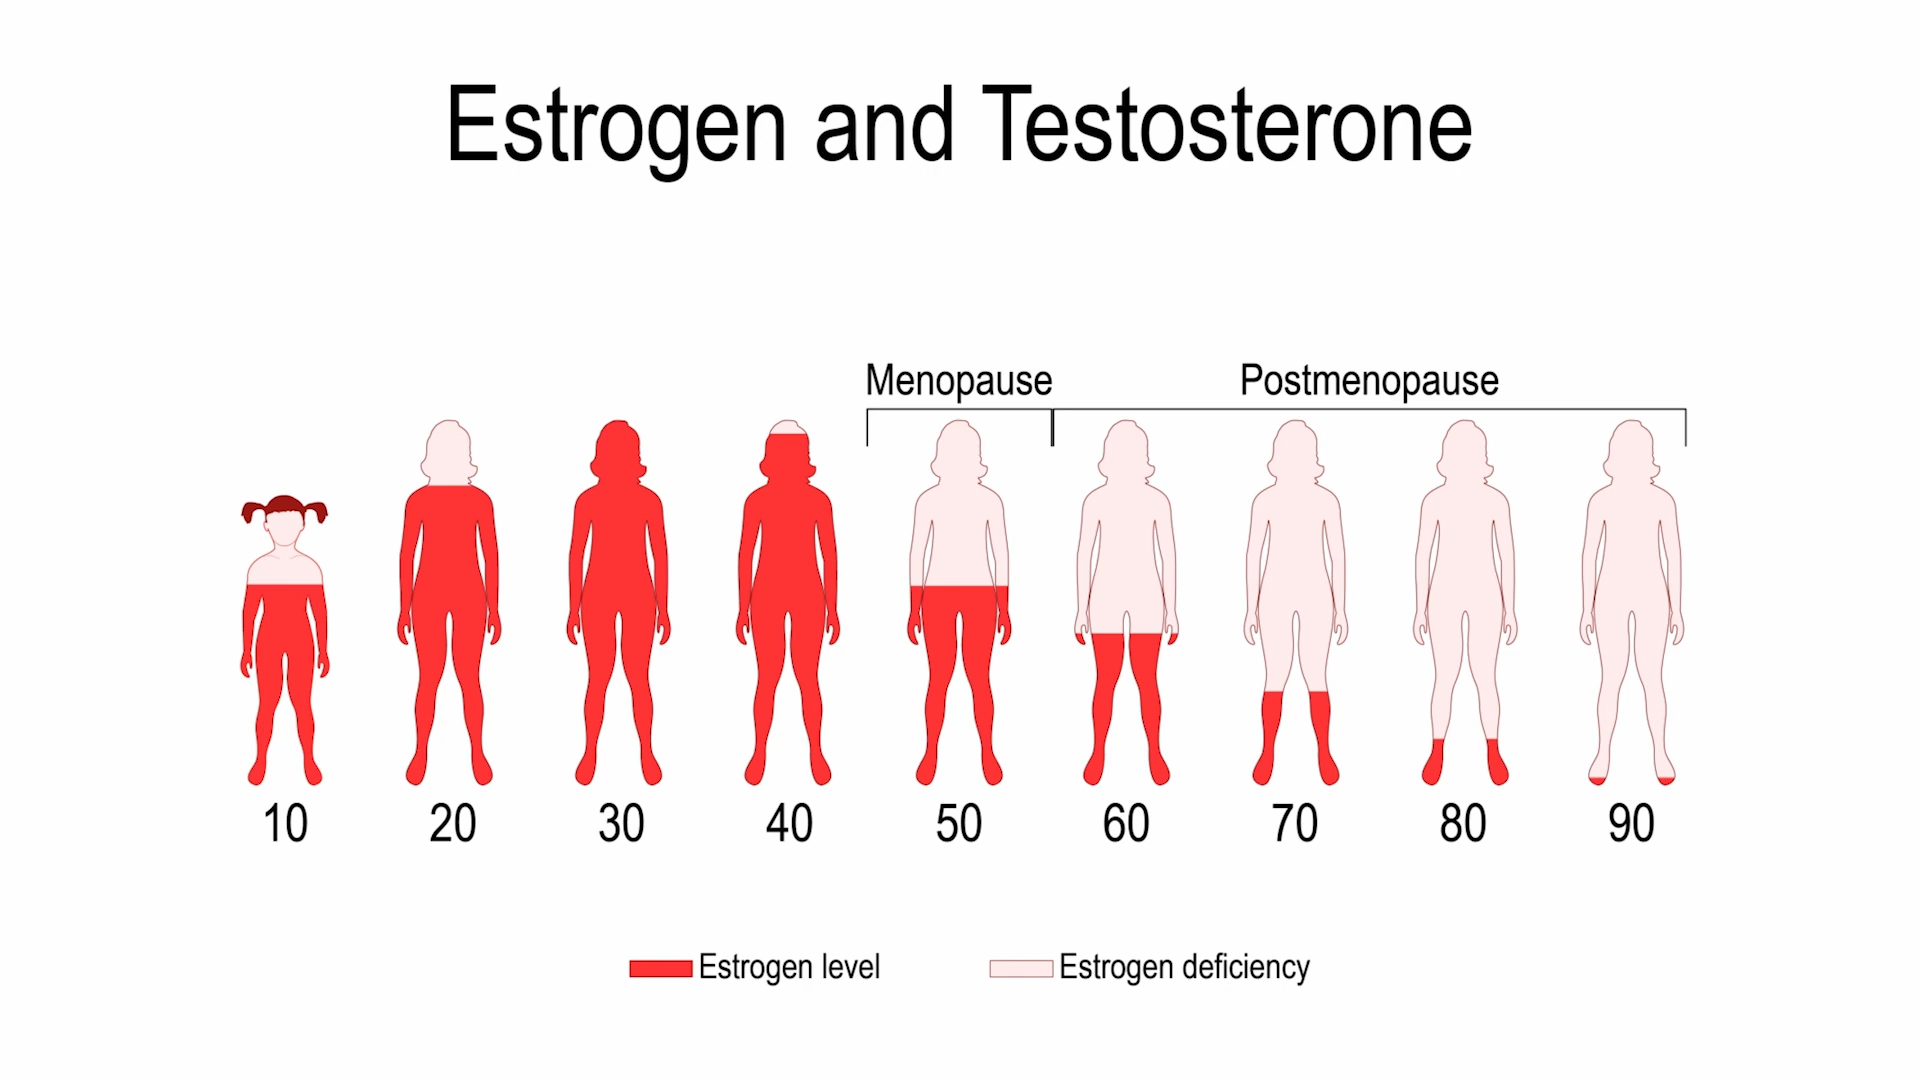 Estrogen and Testosterone
Menopause
Postmenopause
10 20 30 40 50 60 70 80 90
Estrogen level
Estrogen deficiency